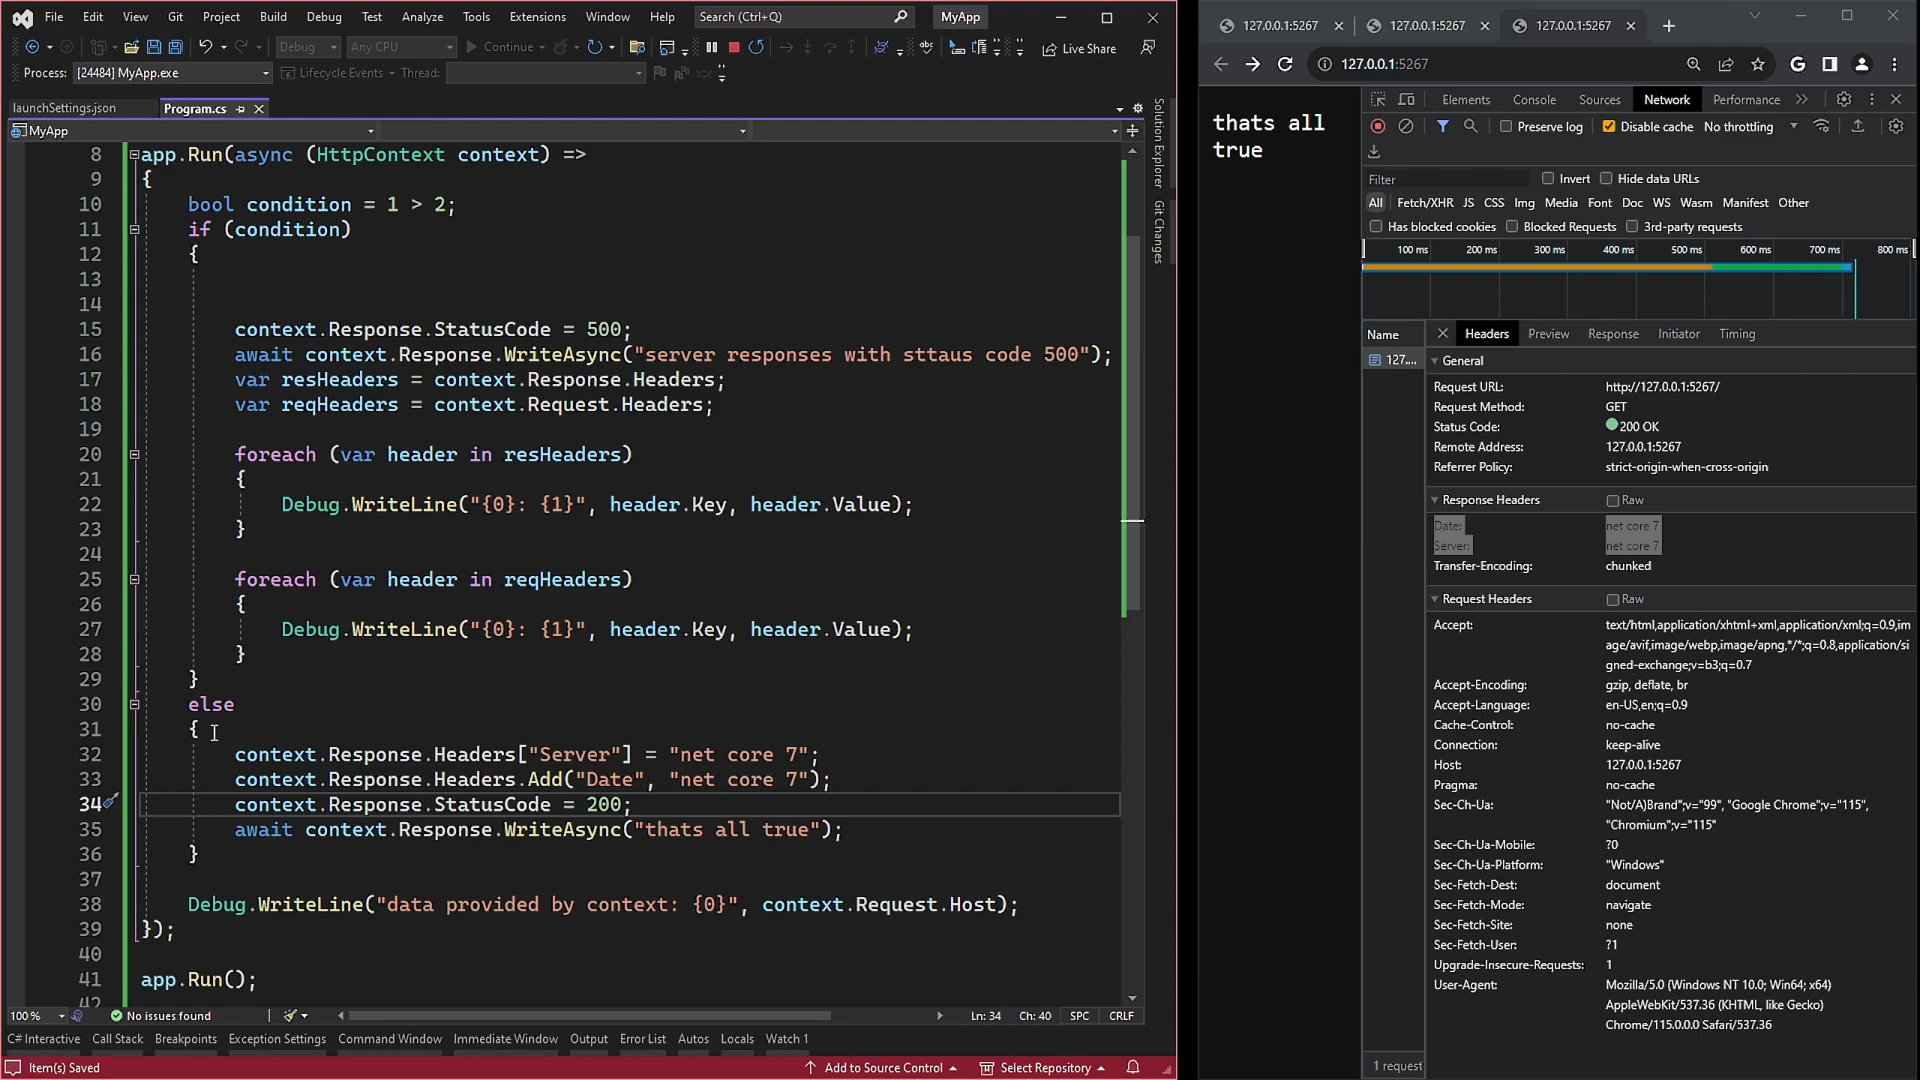 File Edit View Git Project Build Debug Test Analyze Tools Extensions Window Help Search (Ctrl+Q) MyApp
Debug Any CPU Continue Live Share
Process: [24484] MyApp.exe Lifecycle Events Thread:
launchSettings.json Program.cs
MyApp
8 app.Run(async (HttpContext context) =>
9 {
10 bool condition = 1 > 2;
11 if (condition)
12 {
13
14
15 context.Response.StatusCode = 500;
16 await context.Response.WriteAsync("server responses with sttaus code 500");
17 var resHeaders = context.Response.Headers;
18 var reqHeaders = context.Request.Headers;
19
20 foreach (var header in resHeaders)
21 {
22 Debug.WriteLine("{0}: {1}", header.Key, header.Value);
23 }
24
25 foreach (var header in reqHeaders)
26 {
27 Debug.WriteLine("{0}: {1}", header.Key, header.Value);
28 }
29 }
30 else
31 {
32 context.Response.Headers["Server"] = "net core 7";
33 context.Response.Headers.Add("Date", "net core 7");
34 context.Response.StatusCode = 200;
35 await context.Response.WriteAsync("thats all true");
36 }
37
38 Debug.WriteLine("data provided by context: {0}", context.Request.Host);
39 });
40
41 app.Run();
42
100 % No issues found Ln: 34 Ch: 40 SPC CRLF
C# Interactive Call Stack Breakpoints Exception Settings Command Window Immediate Window Output Error List Autos Locals Watch 1
Item(s) Saved Add to Source Control Select Repository
Solution Explorer
Git Changes
127.0.0.1:5267 127.0.0.1:5267 127.0.0.1:5267
127.0.0.1:5267
thats all
true
Elements Console Sources Network Performance
Preserve log Disable cache No throttling
Filter Invert Hide data URLs
All Fetch/XHR JS CSS Img Media Font Doc WS Wasm Manifest Other
Has blocked cookies Blocked Requests 3rd-party requests
100 ms 200 ms 300 ms 400 ms 500 ms 600 ms 700 ms 800 ms
Name Headers Preview Response Initiator Timing
127....
General
Request URL: http://127.0.0.1:5267/
Request Method: GET
Status Code: 200 OK
Remote Address: 127.0.0.1:5267
Referrer Policy: strict-origin-when-cross-origin
Response Headers Raw
Date: net core 7
Server: net core 7
Transfer-Encoding: chunked
Request Headers Raw
Accept: text/html,application/xhtml+xml,application/xml;q=0.9,im
age/avif,image/webp,image/apng,*/*;q=0.8,application/si
gned-exchange;v=b3;q=0.7
Accept-Encoding: gzip, deflate, br
Accept-Language: en-US,en;q=0.9
Cache-Control: no-cache
Connection: keep-alive
Host: 127.0.0.1:5267
Pragma: no-cache
Sec-Ch-Ua: "Not/A)Brand";v="99", "Google Chrome";v="115",
"Chromium";v="115"
Sec-Ch-Ua-Mobile: ?0
Sec-Ch-Ua-Platform: "Windows"
Sec-Fetch-Dest: document
Sec-Fetch-Mode: navigate
Sec-Fetch-Site: none
Sec-Fetch-User: ?1
Upgrade-Insecure-Requests: 1
User-Agent: Mozilla/5.0 (Windows NT 10.0; Win64; x64)
AppleWebKit/537.36 (KHTML, like Gecko)
Chrome/115.0.0.0 Safari/537.36
1 request